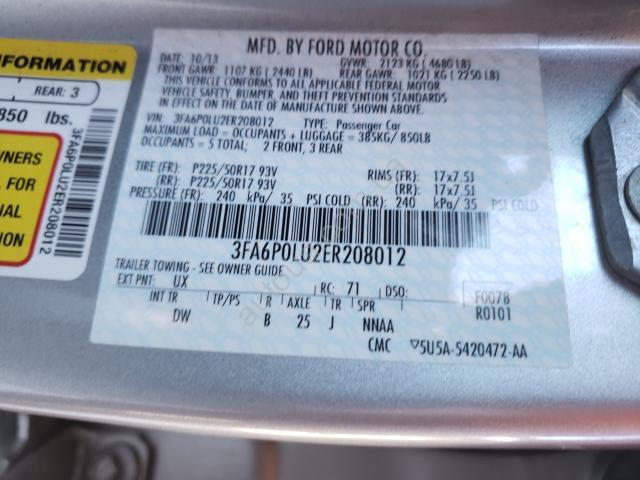 INFORMATION
REAR: 3
850 lbs.
WNERS
L FOR
NAL
ION
3FA6P0LU2ER208012
MFD. BY FORD MOTOR CO.
DATE: 10/13 GVWR: 2123 KG ( 4680 LB)
FRONT GAWR: 1107 KG ( 2440 LB) REAR GAWR: 1021 KG ( 2250 LB)
THIS VEHICLE CONFORMS TO ALL APPLICABLE FEDERAL MOTOR
VEHICLE SAFETY, BUMPER, AND THEFT PREVENTION STANDARDS
IN EFFECT ON THE DATE OF MANUFACTURE SHOWN ABOVE.
VIN: 3FA6P0LU2ER208012 TYPE: Passenger Car
MAXIMUM LOAD = OCCUPANTS + LUGGAGE = 385KG/850LB
OCCUPANTS = 5 TOTAL: 2 FRONT, 3 REAR
TIRE (FR): P225/50R17 93V RIMS (FR): 17x7.5J
(RR): P225/50R17 93V (RR): 17x7.5J
PRESSURE (FR): 240 kPa/ 35 PSI COLD (RR): 240 kPa/ 35 PSI COLD
3FA6P0LU2ER208012
TRAILER TOWING - SEE OWNER GUIDE
EXT PNT: UX RC: 71 DSO: F0078
INT TR TP/PS R AXLE TR SPR R0101
DW B 25 J NNAA
CMC ▽5U5A-5420472-AA